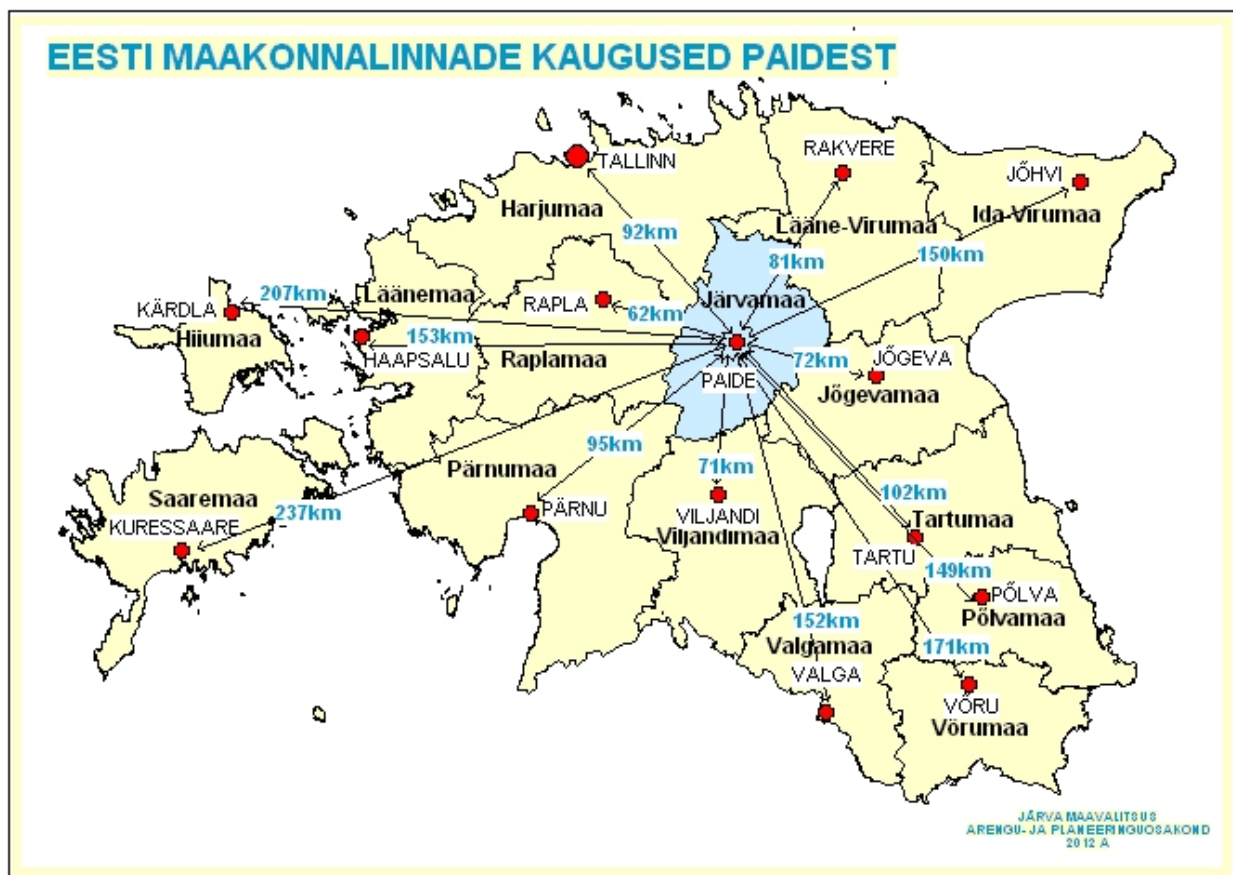 EESTI MAAKONNALINNADE KAUGUSED PAIDEST
TALLINN
RAKVERE
JÕHVI
Harjumaa
Lääne-Virumaa
Ida-Virumaa
92km
81km
150km
KÄRDLA
207km
Läänemaa
RAPLA
62km
Järvamaa
Hiiumaa
153km
HAAPSALU
Raplamaa
PAIDE
72km
JÕGEVA
Jõgevamaa
95km
71km
Pärnumaa
Saaremaa
237km
KURESSAARE
PÄRNU
VILJANDI
Viljandimaa
102km
Tartumaa
TARTU
149km
PÕLVA
Põlvamaa
152km
Valgamaa
171km
VALGA
VÕRU
Võrumaa
JÄRVA MAAVALITSUS
ARENGU- JA PLANEERINGUOSAKOND
2012 A